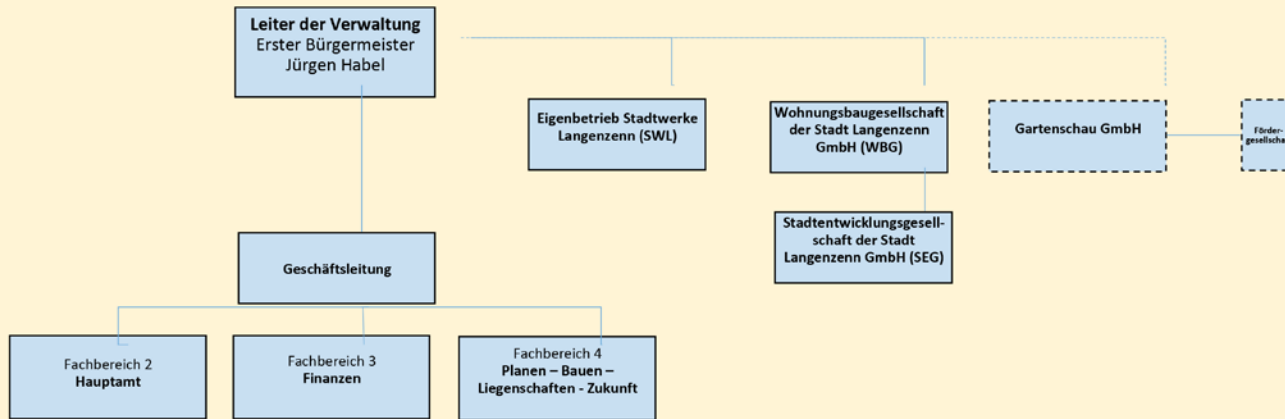 Leiter der Verwaltung
Erster Bürgermeister
Jürgen Habel
Eigenbetrieb Stadtwerke
Langenzenn (SWL)
Wohnungsbaugesellschaft
der Stadt Langenzenn
GmbH (WBG)
Gartenschau GmbH
Förder-
Stadtentwicklungsgesell-
schaft der Stadt
Langenzenn GmbH (SEG)
Geschäftsleitung
Fachbereich 2
Hauptamt
Fachbereich 3
Finanzen
Fachbereich 4
Planen – Bauen –
Liegenschaften - Zukunft